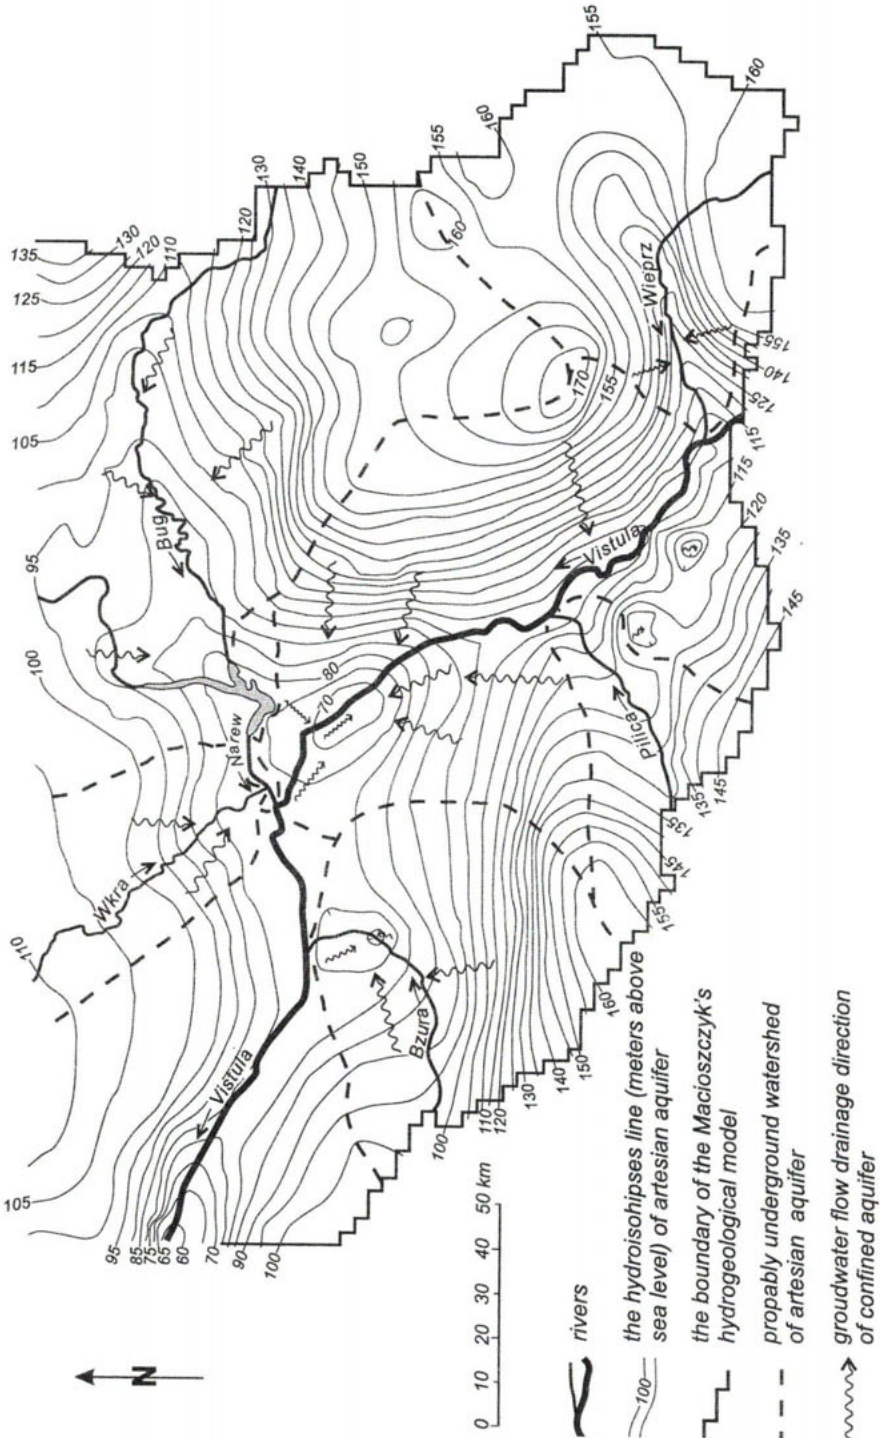 155
160
160
155
150
140
130
120
110
120
130
135
125
115
105
95
100
110
105
160
170
155
155
140
125
115
115
120
135
145
Wieprz
Vistula
Bug
Narew
80
70
Pilica
Wkra
Bzura
Vistula
135
145
135
145
155
160
150
140
130
120
110
100
95
85
75
65
60
70
90
100
N
0 10 20 30 40 50 km
rivers
100
the hydroisohipses line (meters above
sea level) of artesian aquifer
the boundary of the Macioszczyk's
hydrogeological model
propably underground watershed
of artesian aquifer
groudwater flow drainage direction
of confined aquifer